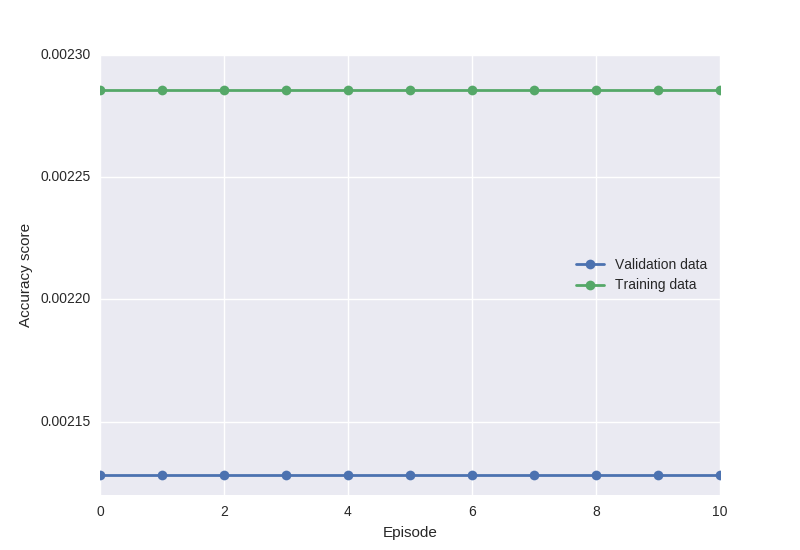 0.00230
0.00225
0.00220
0.00215
Accuracy score
Validation data
Training data
0 2 4 6 8 10
Episode